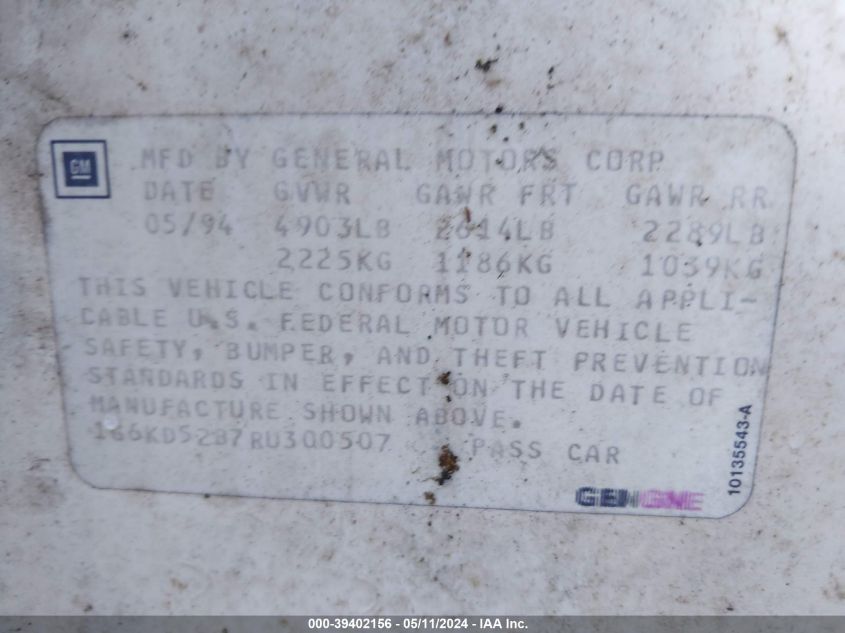 GM
MFD BY GENERAL MOTORS CORP
DATE GVWR GAWR FRT GAWR RR
05/94 4903LB 2614LB 2289LB
2225KG 1186KG 1039KG
THIS VEHICLE CONFORMS TO ALL APPLI-
CABLE U.S. FEDERAL MOTOR VEHICLE
SAFETY, BUMPER, AND THEFT PREVENTION
STANDARDS IN EFFECT ON THE DATE OF
MANUFACTURE SHOWN ABOVE.
1G6KD52B7RU300507 PASS CAR
10135543-A
000-39402156 - 05/11/2024 - IAA Inc.